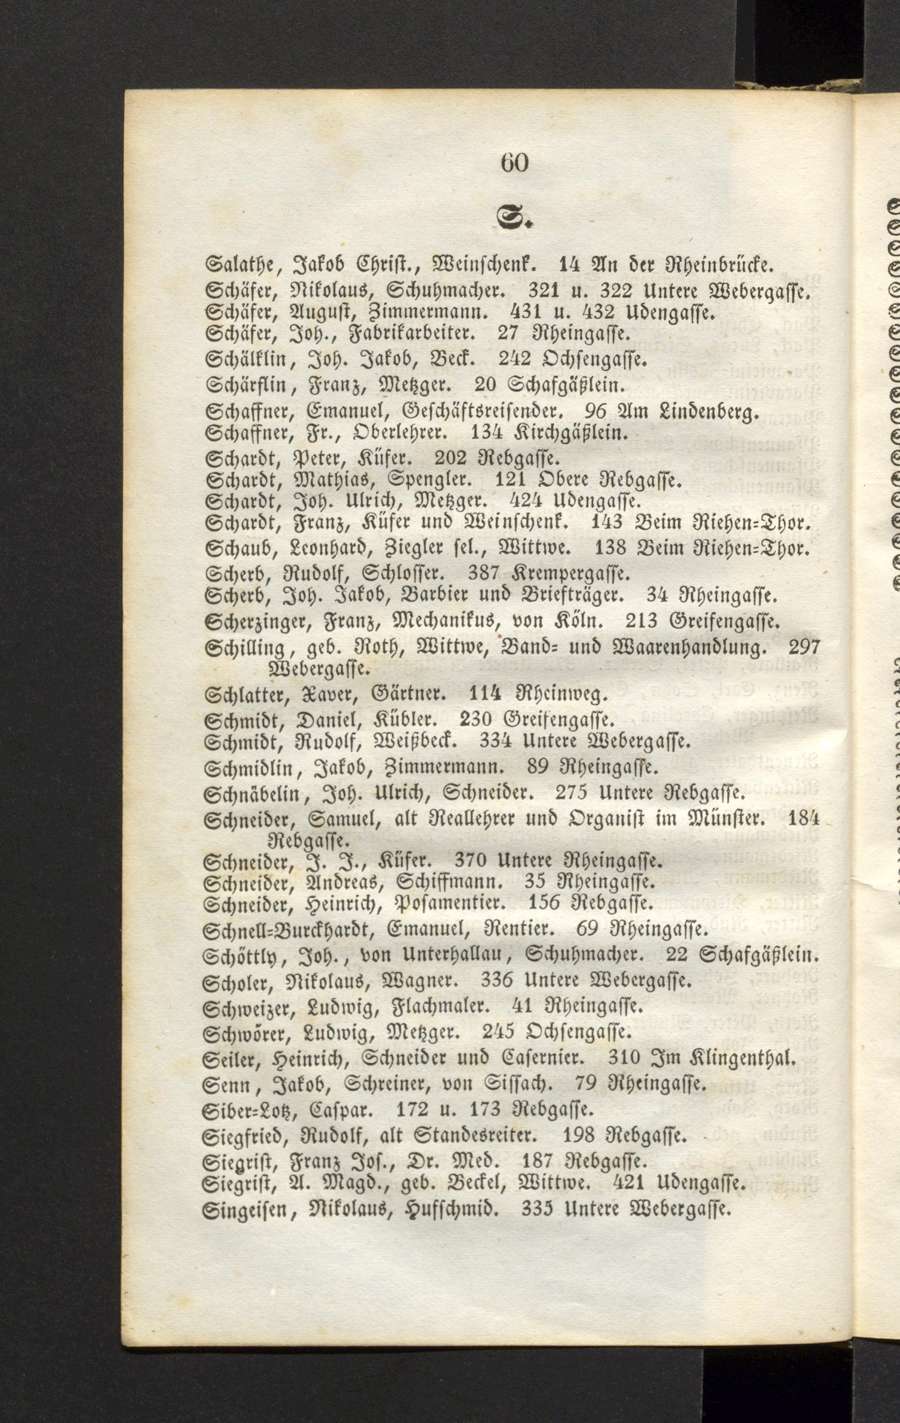 60
S.
Salathe, Jakob Christ., Weinschenk. 14 An der Rheinbrücke.
Schäfer, Nikolaus, Schuhmacher. 321 u. 322 Untere Webergasse.
Schäfer, August, Zimmermann. 431 u. 432 Udengasse.
Schäfer, Joh., Fabrikarbeiter. 27 Rheingasse.
Schälklin, Joh. Jakob, Beck. 242 Ochsengasse.
Schärflin, Franz, Metzger. 20 Schafgäßlein.
Schaffner, Emanuel, Geschäftsreisender. 96 Am Lindenberg.
Schaffner, Fr., Oberlehrer. 134 Kirchgäßlein.
Schardt, Peter, Küfer. 202 Rebgasse.
Schardt, Mathias, Spengler. 121 Obere Rebgasse.
Schardt, Joh. Ulrich, Metzger. 424 Udengasse.
Schardt, Franz, Küfer und Weinschenk. 143 Beim Riehen-Thor.
Schaub, Leonhard, Ziegler sel., Wittwe. 138 Beim Riehen-Thor.
Scherb, Rudolf, Schlosser. 387 Krempergasse.
Scherb, Joh. Jakob, Barbier und Briefträger. 34 Rheingasse.
Scherzinger, Franz, Mechanikus, von Köln. 213 Greifengasse.
Schilling, geb. Roth, Wittwe, Band- und Waarenhandlung. 297
Webergasse.
Schlatter, Xaver, Gärtner. 114 Rheinweg.
Schmidt, Daniel, Kübler. 230 Greifengasse.
Schmidt, Rudolf, Weißbeck. 334 Untere Webergasse.
Schmidlin, Jakob, Zimmermann. 89 Rheingasse.
Schnäbelin, Joh. Ulrich, Schneider. 275 Untere Rebgasse.
Schneider, Samuel, alt Reallehrer und Organist im Münster. 184
Rebgasse.
Schneider, J. J., Küfer. 370 Untere Rheingasse.
Schneider, Andreas, Schiffmann. 35 Rheingasse.
Schneider, Heinrich, Posamentier. 156 Rebgasse.
Schnell-Burckhardt, Emanuel, Rentier. 69 Rheingasse.
Schöttly, Joh., von Unterhallau, Schuhmacher. 22 Schafgäßlein.
Scholer, Nikolaus, Wagner. 336 Untere Webergasse.
Schweizer, Ludwig, Flachmaler. 41 Rheingasse.
Schwörer, Ludwig, Metzger. 245 Ochsengasse.
Seiler, Heinrich, Schneider und Casernier. 310 Im Klingenthal.
Senn, Jakob, Schreiner, von Sissach. 79 Rheingasse.
Siber-Lotz, Caspar. 172 u. 173 Rebgasse.
Siegfried, Rudolf, alt Standesreiter. 198 Rebgasse.
Siegrist, Franz Jos., Dr. Med. 187 Rebgasse.
Siegrist, A. Magd., geb. Beckel, Wittwe. 421 Udengasse.
Singeisen, Nikolaus, Hufschmid. 335 Untere Webergasse.